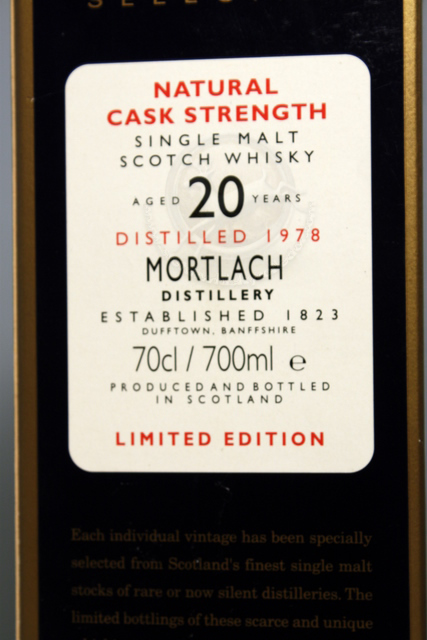 NATURAL
CASK STRENGTH
SINGLE MALT
SCOTCH WHISKY
AGED 20 YEARS
DISTILLED 1978
MORTLACH
DISTILLERY
ESTABLISHED 1823
DUFFTOWN, BANFFSHIRE
70cl / 700ml e
PRODUCED AND BOTTLED
IN SCOTLAND
LIMITED EDITION
Each individual vintage has been specially
selected from Scotland's finest single malt
stocks of rare or now silent distilleries. The
limited bottlings of these scarce and unique